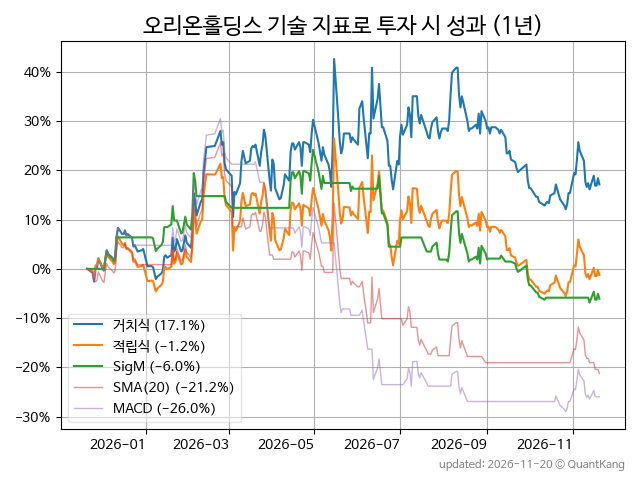 오리온홀딩스 기술 지표로 투자 시 성과 (1년)
40%
30%
20%
10%
0%
−10%
−20%
−30%
거치식 (17.1%)
적립식 (−1.2%)
SigM (−6.0%)
SMA(20) (−21.2%)
MACD (−26.0%)
2026-01 2026-03 2026-05 2026-07 2026-09 2026-11
updated: 2026-11-20 © QuantKang